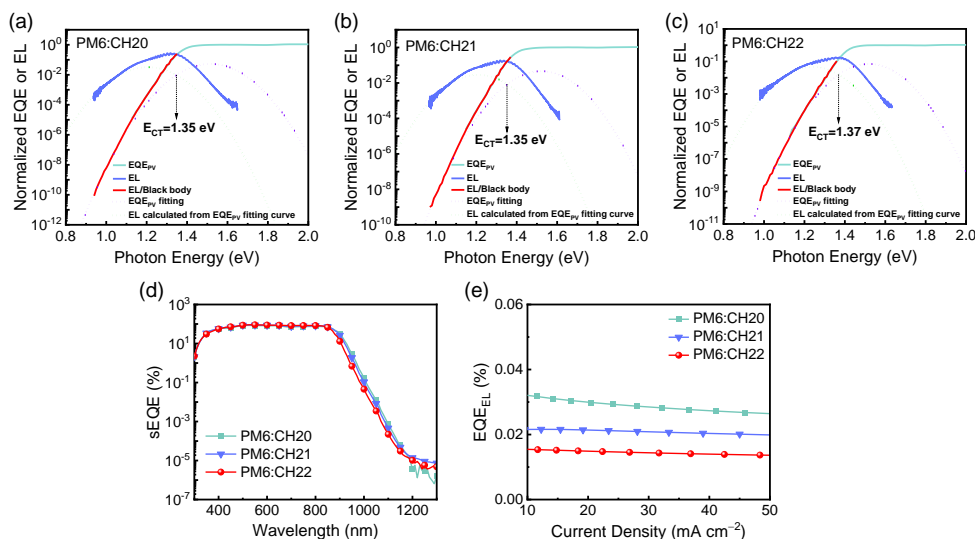 (a)
PM6:CH20
Normalized EQE or EL
10⁰
10⁻²
10⁻⁴
10⁻⁶
10⁻⁸
10⁻¹⁰
10⁻¹²
E_CT=1.35 eV
EQE_PV
EL
EL/Black body
EQE_PV fitting
EL calculated from EQE_PV fitting curve
0.8 1.0 1.2 1.4 1.6 1.8 2.0
Photon Energy (eV)
(b)
PM6:CH21
Normalized EQE or EL
10⁰
10⁻²
10⁻⁴
10⁻⁶
10⁻⁸
10⁻¹⁰
E_CT=1.35 eV
EQE_PV
EL
EL/Black body
EQE_PV fitting
EL calculated from EQE_PV fitting curve
0.8 1.0 1.2 1.4 1.6 1.8 2.0
Photon Energy (eV)
(c)
PM6:CH22
Normalized EQE or EL
10¹
10⁻¹
10⁻³
10⁻⁵
10⁻⁷
10⁻⁹
10⁻¹¹
E_CT=1.37 eV
EQE_PV
EL
EL/Black body
EQE_PV fitting
EL calculated from EQE_PV fitting curve
0.8 1.0 1.2 1.4 1.6 1.8 2.0
Photon Energy (eV)
(d)
sEQE (%)
10³
10¹
10⁻¹
10⁻³
10⁻⁵
10⁻⁷
PM6:CH20
PM6:CH21
PM6:CH22
400 600 800 1000 1200
Wavelength (nm)
(e)
EQE_EL (%)
0.06
0.04
0.02
0.00
PM6:CH20
PM6:CH21
PM6:CH22
10 20 30 40 50
Current Density (mA cm⁻²)